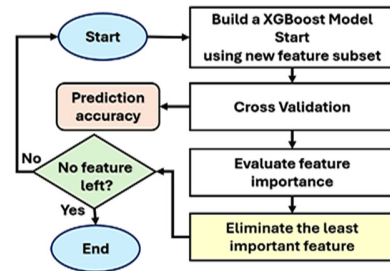 Start
Build a XGBoost Model
Start
using new feature subset
Prediction
accuracy
Cross Validation
No
No feature
left?
Evaluate feature
importance
Yes
Eliminate the least
important feature
End